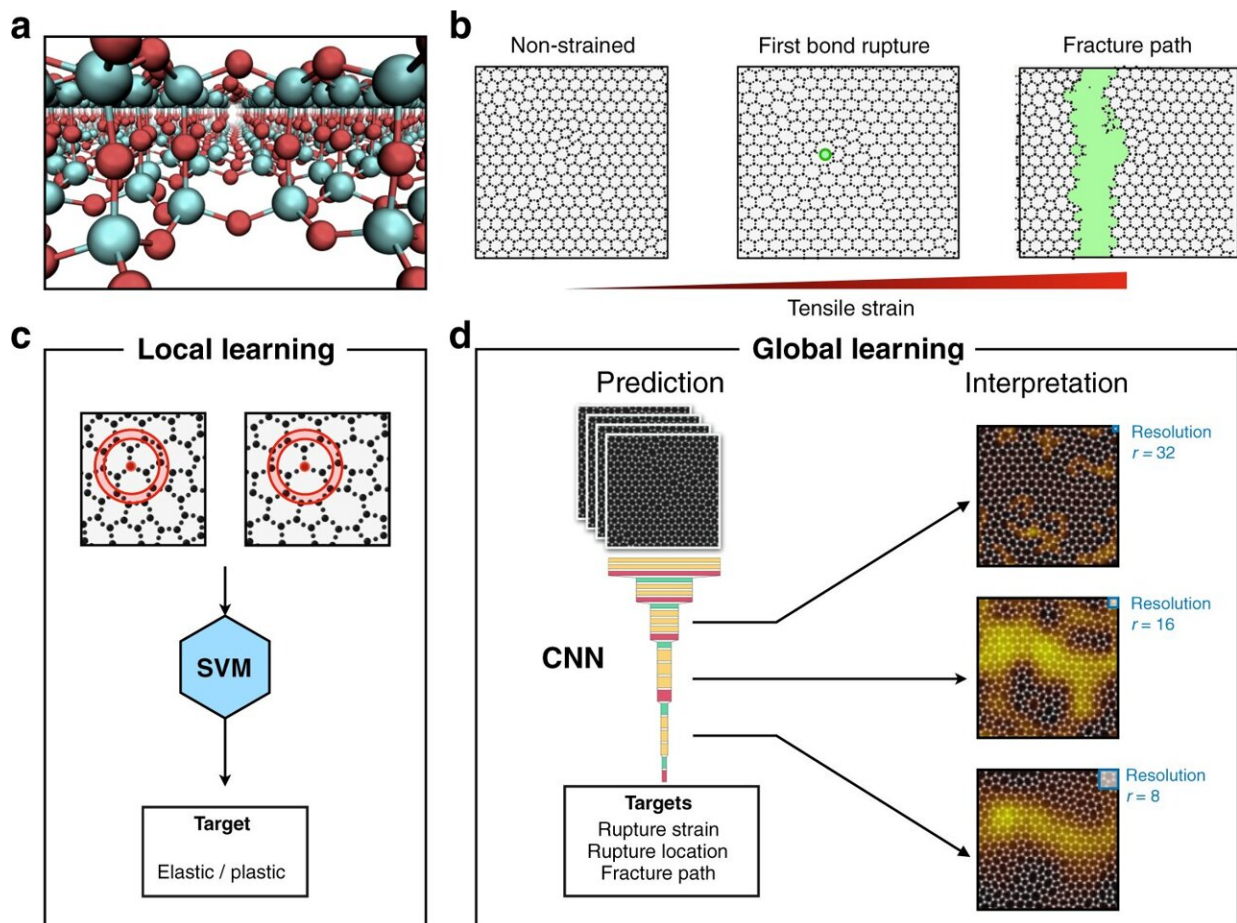 a
b
Non-strained
First bond rupture
Fracture path
Tensile strain
c
Local learning
SVM
Target
Elastic / plastic
d
Global learning
Prediction
Interpretation
CNN
Targets
Rupture strain
Rupture location
Fracture path
Resolution
r = 32
Resolution
r = 16
Resolution
r = 8